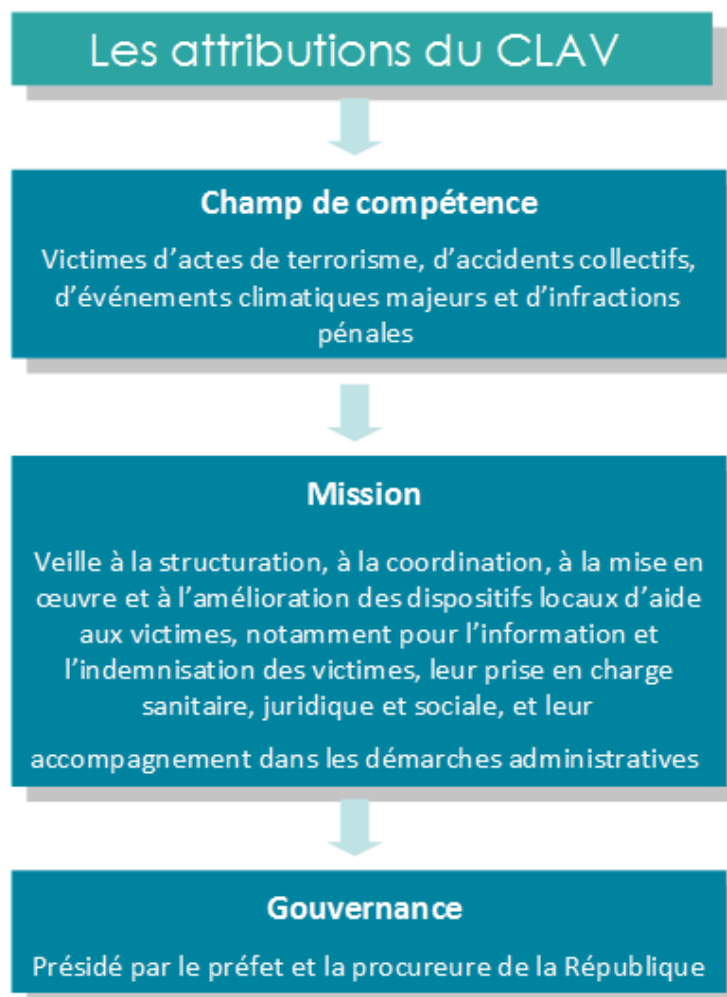 Les attributions du CLAV
Champ de compétence
Victimes d’actes de terrorisme, d’accidents collectifs,
d’événements climatiques majeurs et d’infractions
pénales
Mission
Veille à la structuration, à la coordination, à la mise en
œuvre et à l’amélioration des dispositifs locaux d’aide
aux victimes, notamment pour l’information et
l’indemnisation des victimes, leur prise en charge
sanitaire, juridique et sociale, et leur
accompagnement dans les démarches administratives
Gouvernance
Présidé par le préfet et la procureure de la République